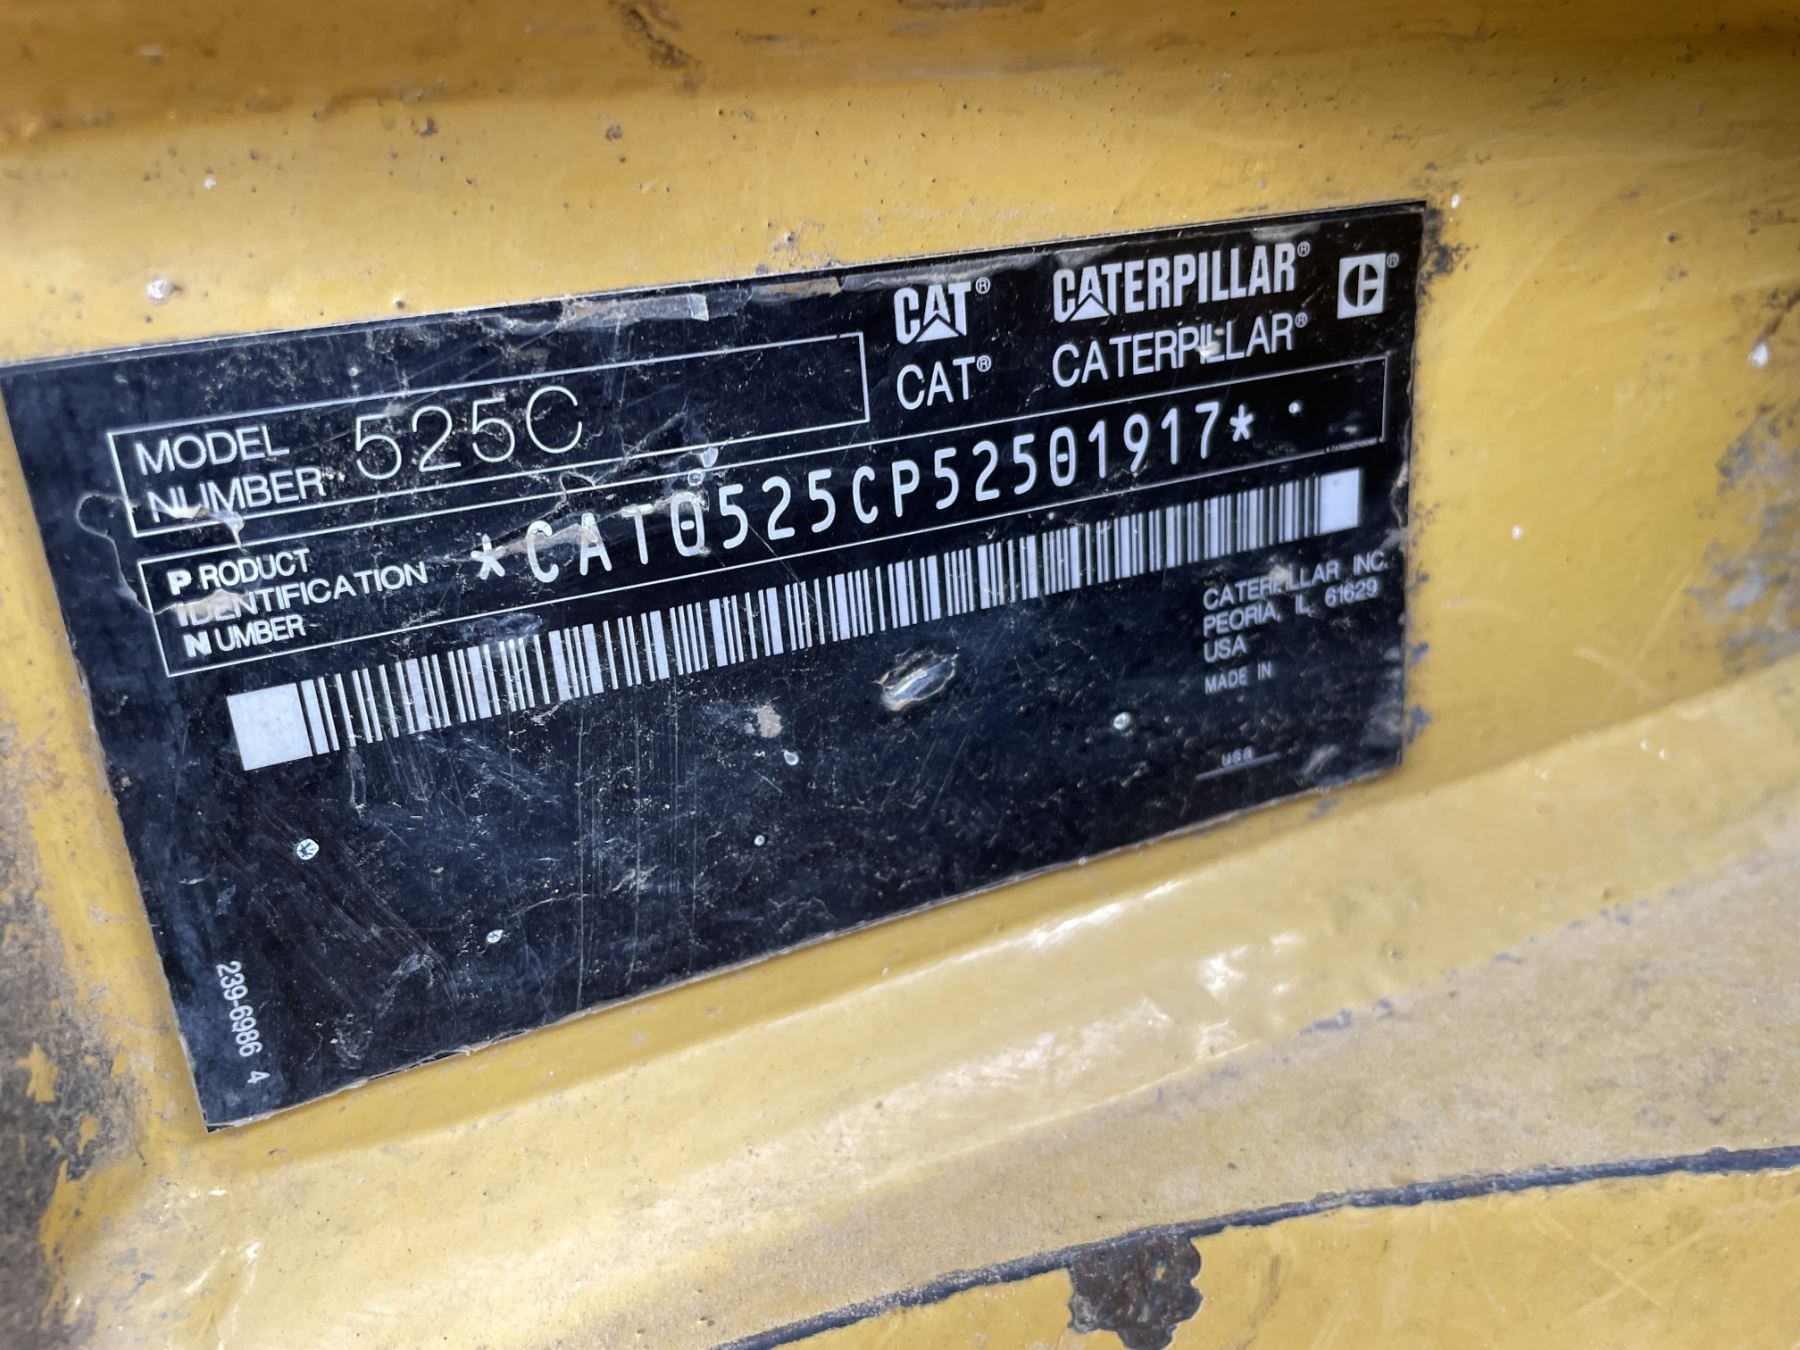 CAT® CATERPILLAR®
CAT® CATERPILLAR®
MODEL
NUMBER 525C
PRODUCT
IDENTIFICATION
NUMBER
*CAT0525CP52501917*
CATERPILLAR INC.
PEORIA, IL 61629
USA
MADE IN
usa
239-6986 4